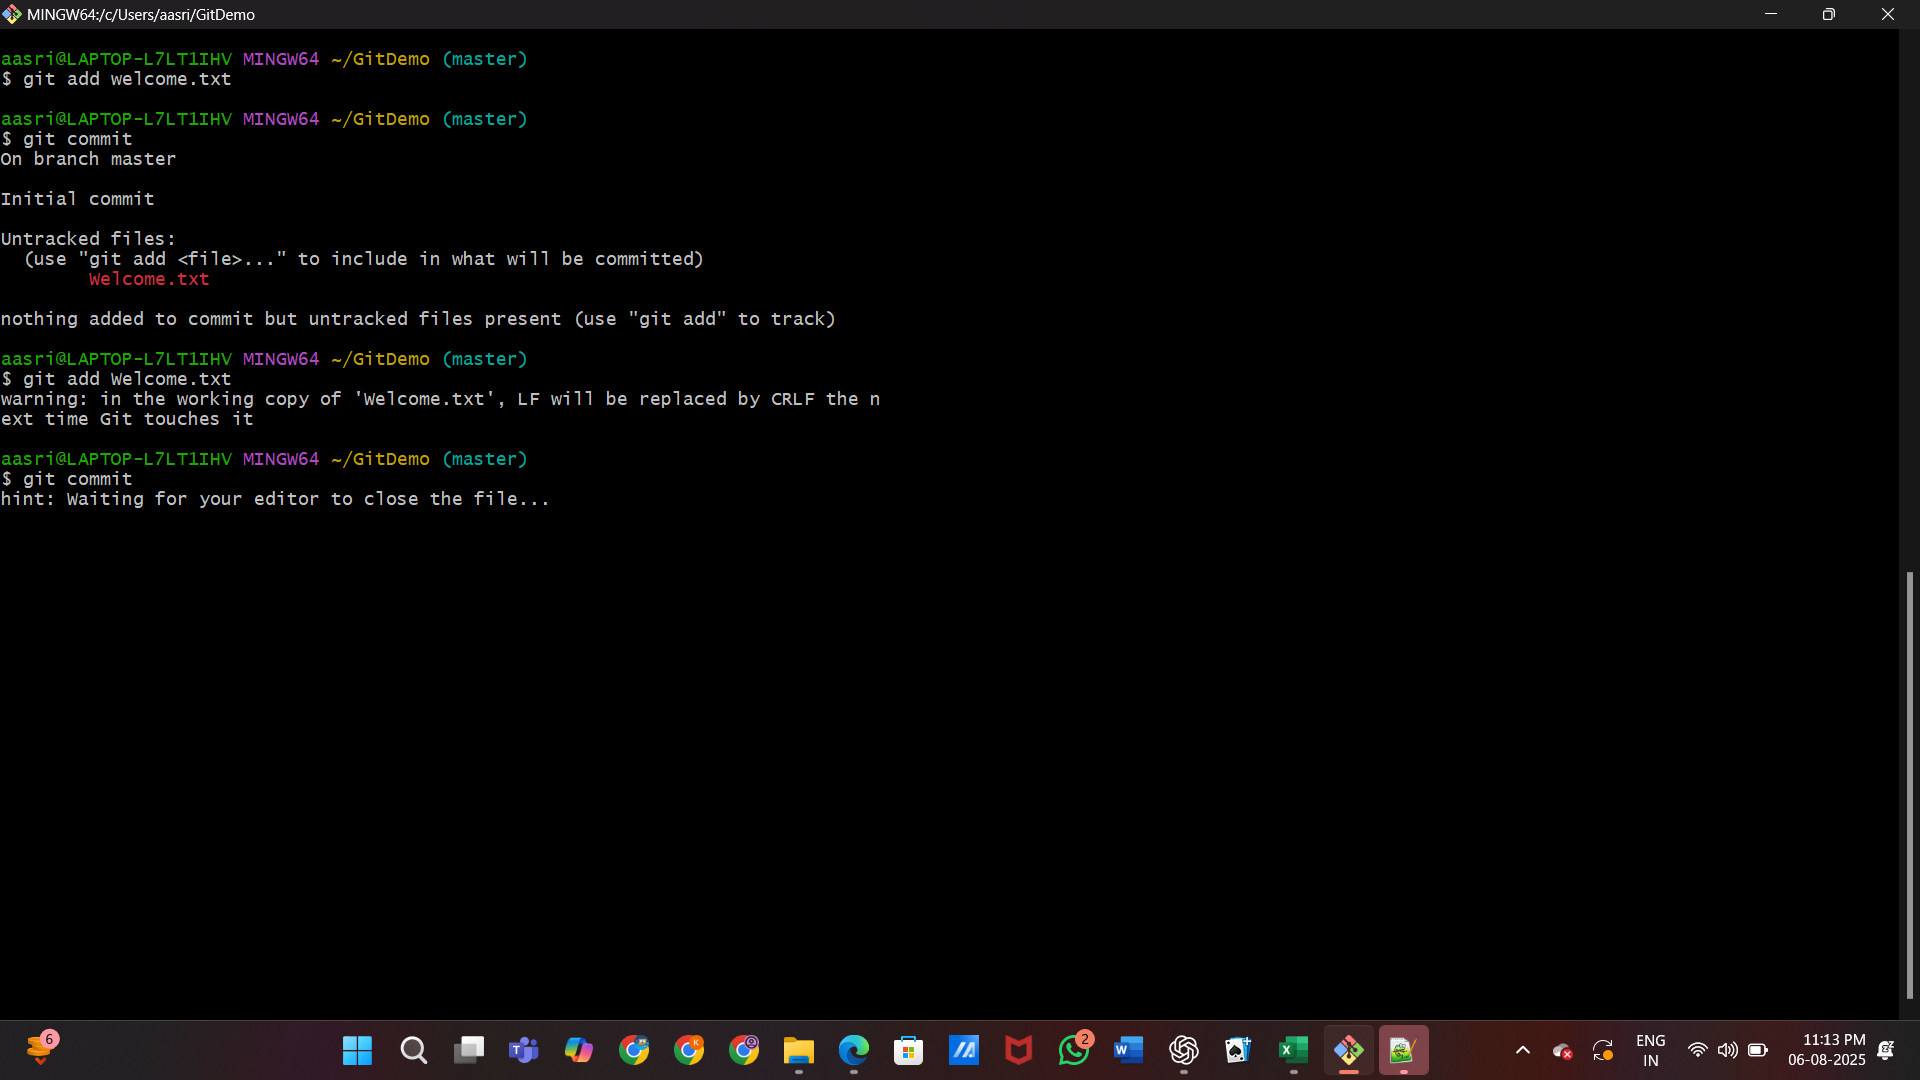 MINGW64:/c/Users/aasri/GitDemo
aasri@LAPTOP-L7LT1IHV MINGW64 ~/GitDemo (master)
$ git add welcome.txt
aasri@LAPTOP-L7LT1IHV MINGW64 ~/GitDemo (master)
$ git commit
On branch master
Initial commit
Untracked files:
  (use "git add <file>..." to include in what will be committed)
        Welcome.txt
nothing added to commit but untracked files present (use "git add" to track)
aasri@LAPTOP-L7LT1IHV MINGW64 ~/GitDemo (master)
$ git add Welcome.txt
warning: in the working copy of 'Welcome.txt', LF will be replaced by CRLF the n
ext time Git touches it
aasri@LAPTOP-L7LT1IHV MINGW64 ~/GitDemo (master)
$ git commit
hint: Waiting for your editor to close the file...
6
2
ENG
IN
11:13 PM
06-08-2025